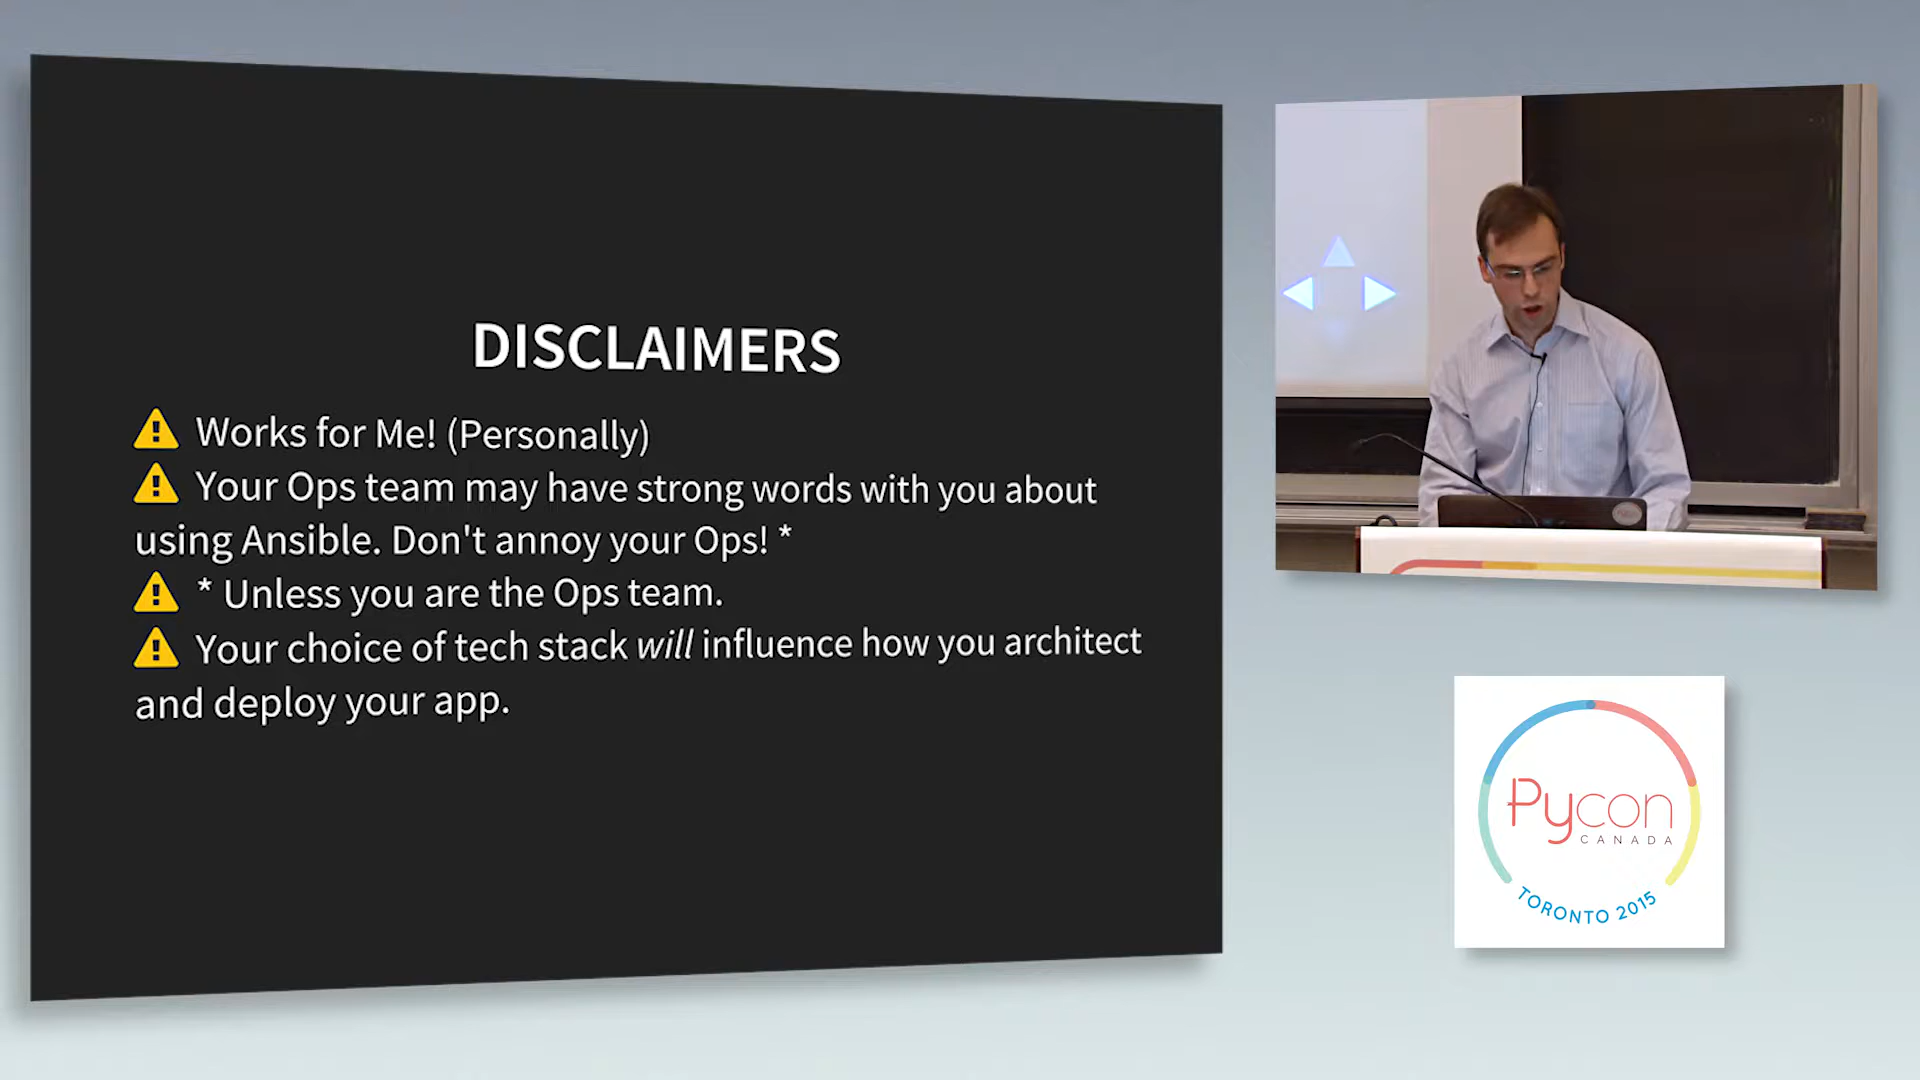 DISCLAIMERS
Works for Me! (Personally)
Your Ops team may have strong words with you about
using Ansible. Don't annoy your Ops! *
* Unless you are the Ops team.
Your choice of tech stack will influence how you architect
and deploy your app.
Pycon
CANADA
TORONTO 2015